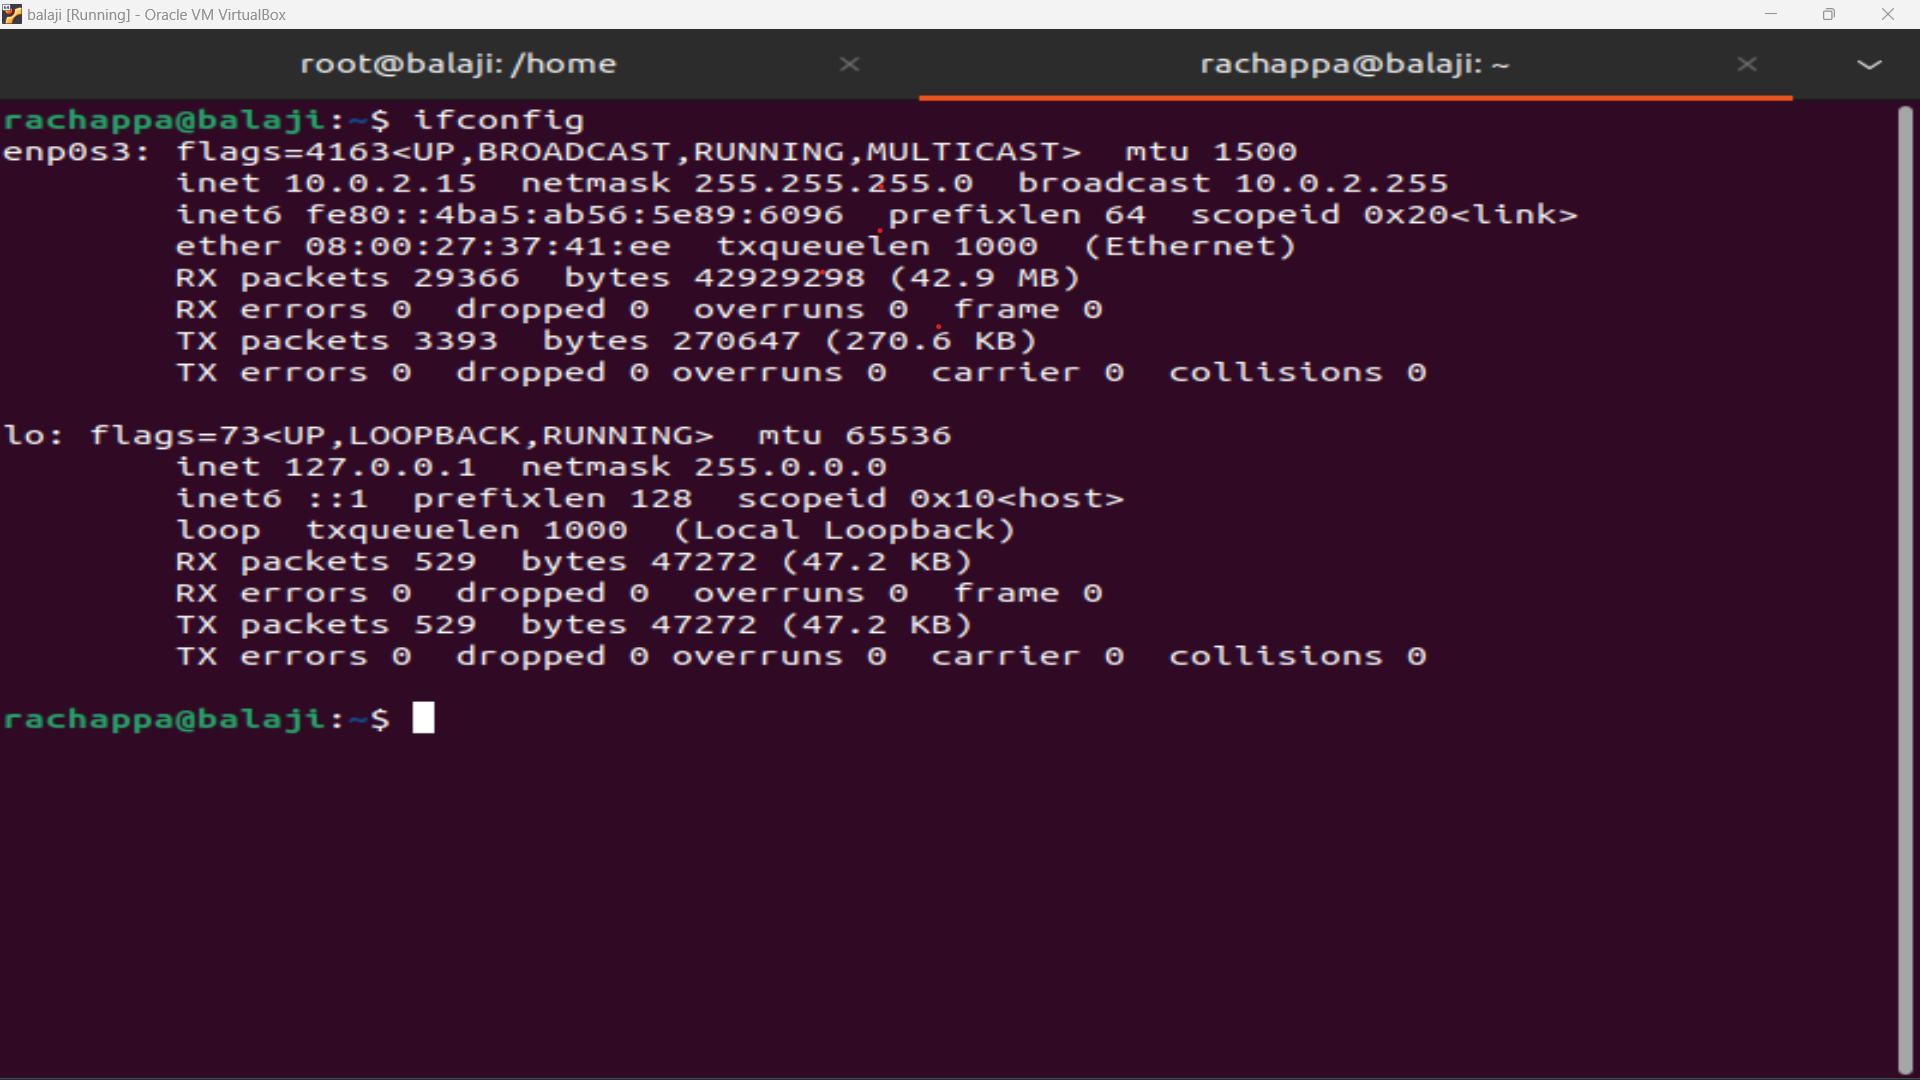 balaji [Running] - Oracle VM VirtualBox
root@balaji: /home
rachappa@balaji: ~
rachappa@balaji:~$ ifconfig
enp0s3: flags=4163<UP,BROADCAST,RUNNING,MULTICAST>  mtu 1500
        inet 10.0.2.15  netmask 255.255.255.0  broadcast 10.0.2.255
        inet6 fe80::4ba5:ab56:5e89:6096  prefixlen 64  scopeid 0x20<link>
        ether 08:00:27:37:41:ee  txqueuelen 1000  (Ethernet)
        RX packets 29366  bytes 42929298 (42.9 MB)
        RX errors 0  dropped 0  overruns 0  frame 0
        TX packets 3393  bytes 270647 (270.6 KB)
        TX errors 0  dropped 0 overruns 0  carrier 0  collisions 0
lo: flags=73<UP,LOOPBACK,RUNNING>  mtu 65536
        inet 127.0.0.1  netmask 255.0.0.0
        inet6 ::1  prefixlen 128  scopeid 0x10<host>
        loop  txqueuelen 1000  (Local Loopback)
        RX packets 529  bytes 47272 (47.2 KB)
        RX errors 0  dropped 0  overruns 0  frame 0
        TX packets 529  bytes 47272 (47.2 KB)
        TX errors 0  dropped 0 overruns 0  carrier 0  collisions 0
rachappa@balaji:~$